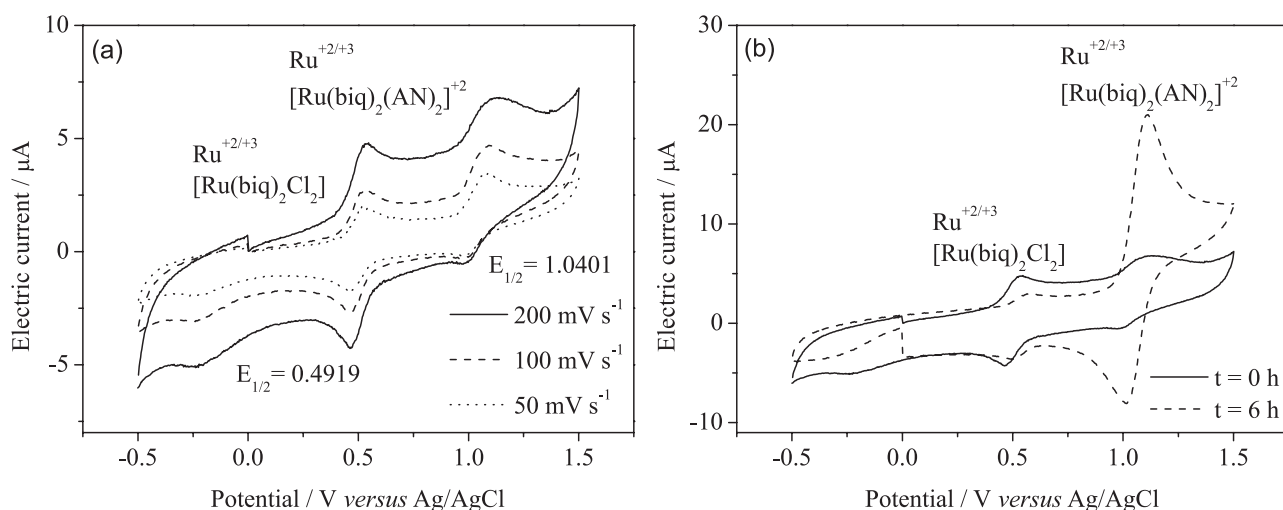 (a)
Ru⁺²/⁺³
[Ru(biq)₂(AN)₂]⁺²
Ru⁺²/⁺³
[Ru(biq)₂Cl₂]
E₁/₂ = 1.0401
E₁/₂ = 0.4919
200 mV s⁻¹
100 mV s⁻¹
50 mV s⁻¹
10
5
0
-5
-0.5
0.0
0.5
1.0
1.5
Electric current / μA
Potential / V versus Ag/AgCl
(b)
Ru⁺²/⁺³
[Ru(biq)₂(AN)₂]⁺²
Ru⁺²/⁺³
[Ru(biq)₂Cl₂]
t = 0 h
t = 6 h
30
20
10
0
-10
-0.5
0.0
0.5
1.0
1.5
Electric current / μA
Potential / V versus Ag/AgCl